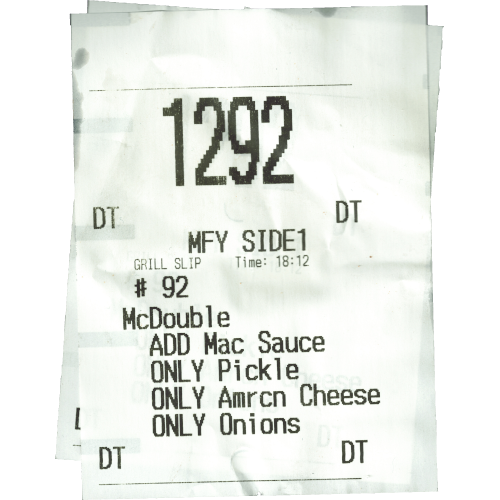 1292
DT DT
MFY SIDE1
GRILL SLIP Time: 18:12
# 92
McDouble
ADD Mac Sauce
ONLY Pickle
ONLY Amrcn Cheese
ONLY Onions
DT DT